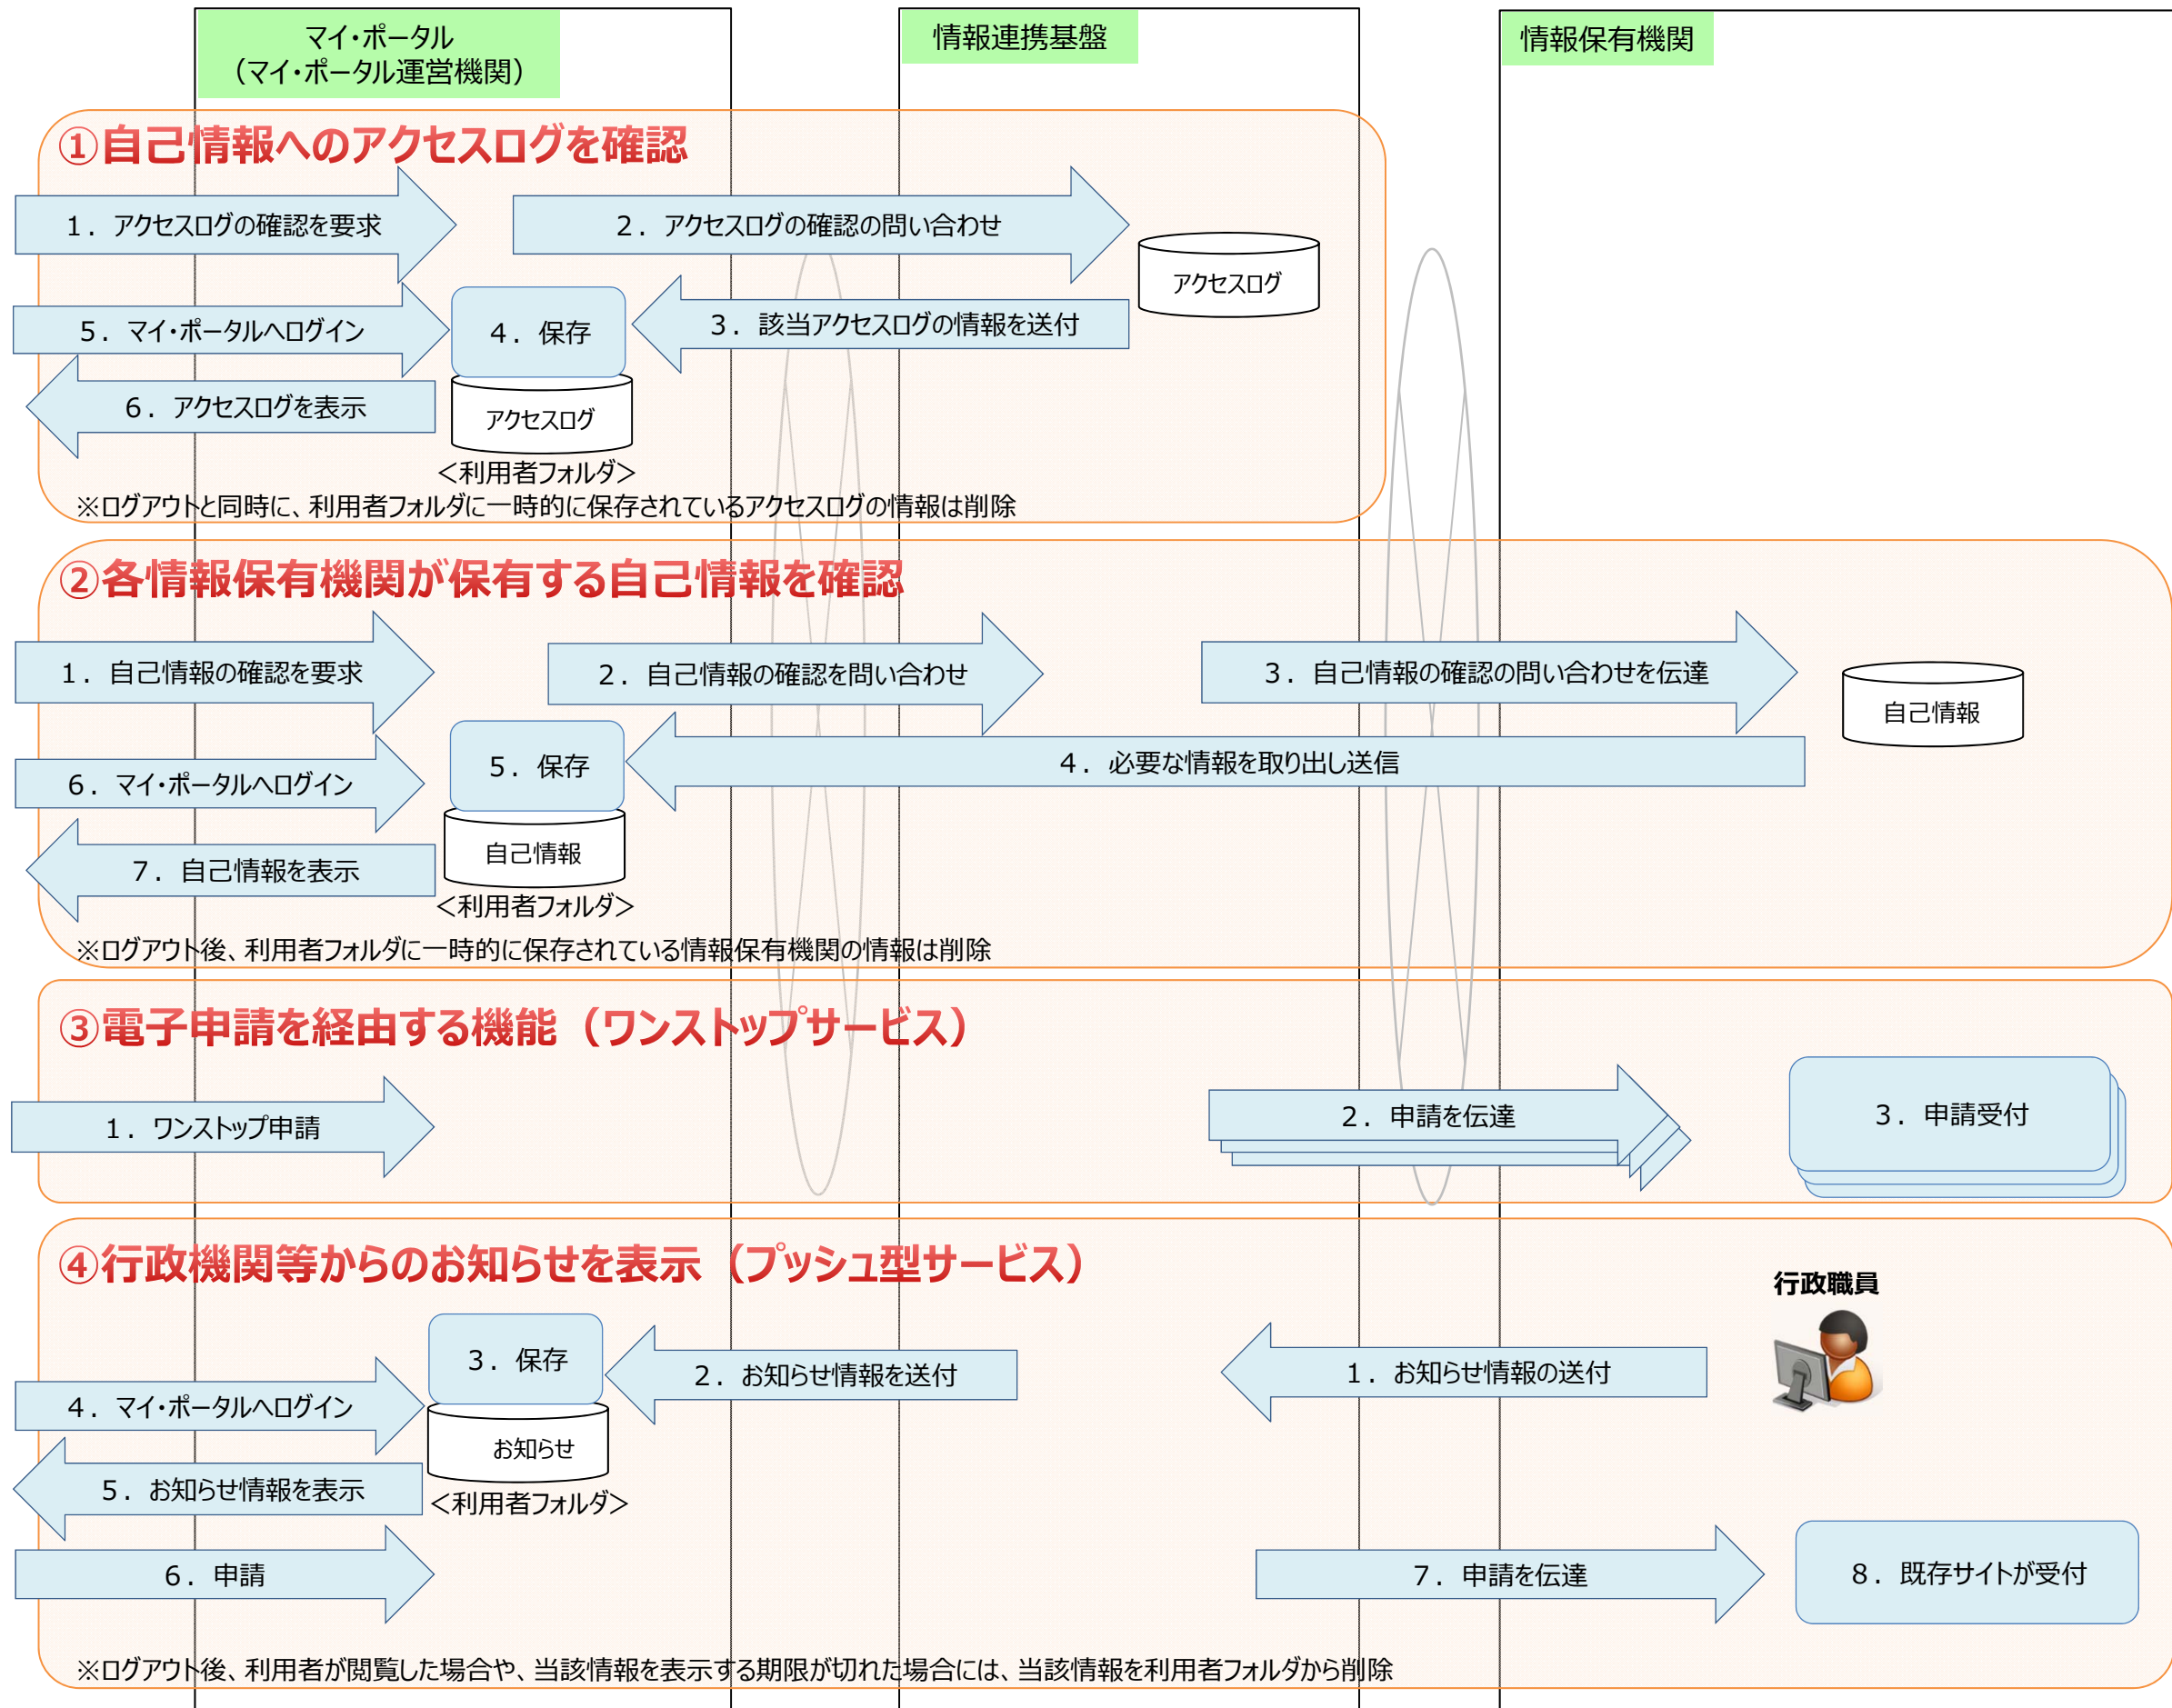 マイ・ポータル
（マイ・ポータル運営機関）
情報連携基盤
情報保有機関
①自己情報へのアクセスログを確認
１．アクセスログの確認を要求
２．アクセスログの確認の問い合わせ
アクセスログ
３．該当アクセスログの情報を送付
４．保存
５．マイ・ポータルへログイン
６．アクセスログを表示
アクセスログ
＜利用者フォルダ＞
※ログアウトと同時に、利用者フォルダに一時的に保存されているアクセスログの情報は削除
②各情報保有機関が保有する自己情報を確認
１．自己情報の確認を要求
２．自己情報の確認を問い合わせ
３．自己情報の確認の問い合わせを伝達
自己情報
４．必要な情報を取り出し送信
５．保存
６．マイ・ポータルへログイン
７．自己情報を表示
自己情報
＜利用者フォルダ＞
※ログアウト後、利用者フォルダに一時的に保存されている情報保有機関の情報は削除
③電子申請を経由する機能（ワンストップサービス）
１．ワンストップ申請
２．申請を伝達
３．申請受付
④行政機関等からのお知らせを表示（プッシュ型サービス）
行政職員
１．お知らせ情報の送付
２．お知らせ情報を送付
３．保存
４．マイ・ポータルへログイン
お知らせ
５．お知らせ情報を表示
＜利用者フォルダ＞
６．申請
７．申請を伝達
８．既存サイトが受付
※ログアウト後、利用者が閲覧した場合や、当該情報を表示する期限が切れた場合には、当該情報を利用者フォルダから削除